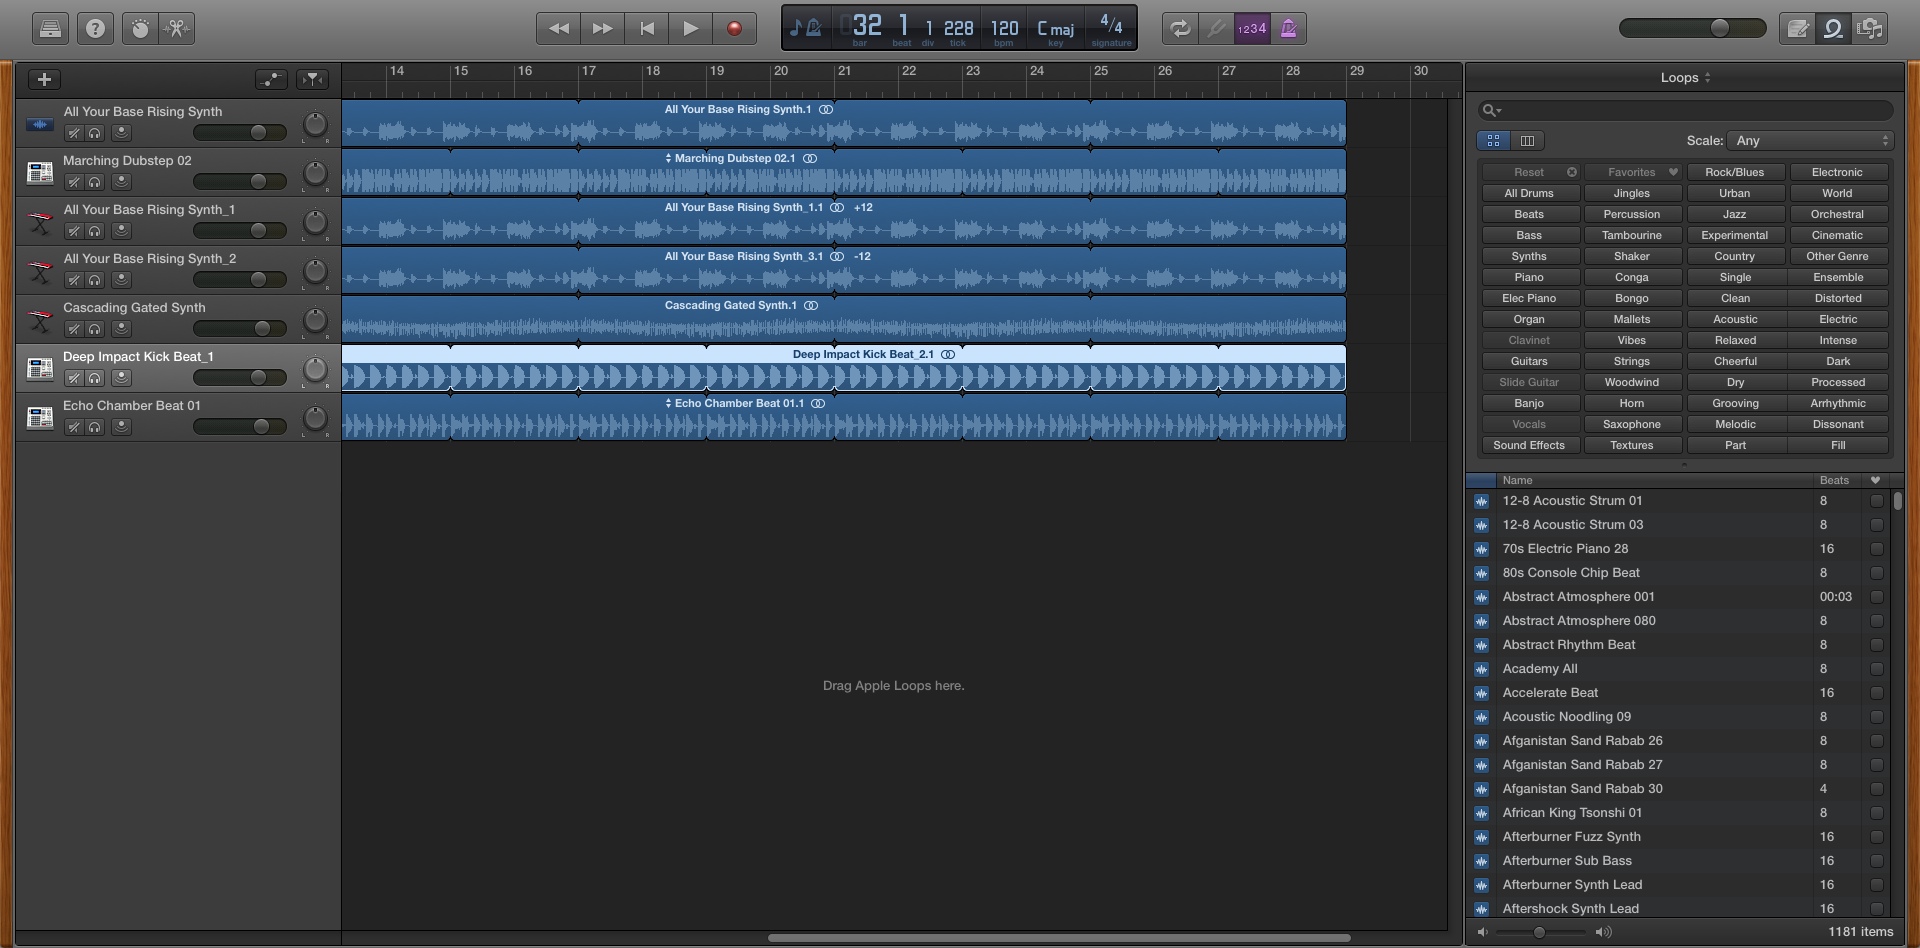 32 1 1 228 120 C maj 4/4
bar beat div tick bpm key signature
1234
14 15 16 17 18 19 20 21 22 23 24 25 26 27 28 29 30
All Your Base Rising Synth
L R
Marching Dubstep 02
L R
All Your Base Rising Synth_1
L R
All Your Base Rising Synth_2
L R
Cascading Gated Synth
L R
Deep Impact Kick Beat_1
L R
Echo Chamber Beat 01
L R
All Your Base Rising Synth.1
Marching Dubstep 02.1
All Your Base Rising Synth_1.1 +12
All Your Base Rising Synth_3.1 -12
Cascading Gated Synth.1
Deep Impact Kick Beat_2.1
Echo Chamber Beat 01.1
Drag Apple Loops here.
Loops
Scale: Any
Reset Favorites Rock/Blues Electronic
All Drums Jingles Urban World
Beats Percussion Jazz Orchestral
Bass Tambourine Experimental Cinematic
Synths Shaker Country Other Genre
Piano Conga Single Ensemble
Elec Piano Bongo Clean Distorted
Organ Mallets Acoustic Electric
Clavinet Vibes Relaxed Intense
Guitars Strings Cheerful Dark
Slide Guitar Woodwind Dry Processed
Banjo Horn Grooving Arrhythmic
Vocals Saxophone Melodic Dissonant
Sound Effects Textures Part Fill
Name Beats
12-8 Acoustic Strum 01 8
12-8 Acoustic Strum 03 8
70s Electric Piano 28 16
80s Console Chip Beat 8
Abstract Atmosphere 001 00:03
Abstract Atmosphere 080 8
Abstract Rhythm Beat 8
Academy All 8
Accelerate Beat 16
Acoustic Noodling 09 8
Afganistan Sand Rabab 26 8
Afganistan Sand Rabab 27 8
Afganistan Sand Rabab 30 4
African King Tsonshi 01 8
Afterburner Fuzz Synth 16
Afterburner Sub Bass 16
Afterburner Synth Lead 16
Aftershock Synth Lead 16
1181 items